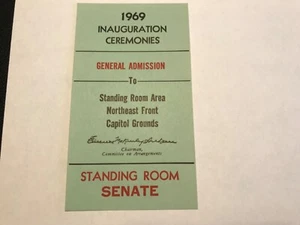 1969
INAUGURATION
CEREMONIES
GENERAL ADMISSION
To
Standing Room Area
Northeast Front
Capitol Grounds
Chairman,
Committee on Arrangements
STANDING ROOM
SENATE